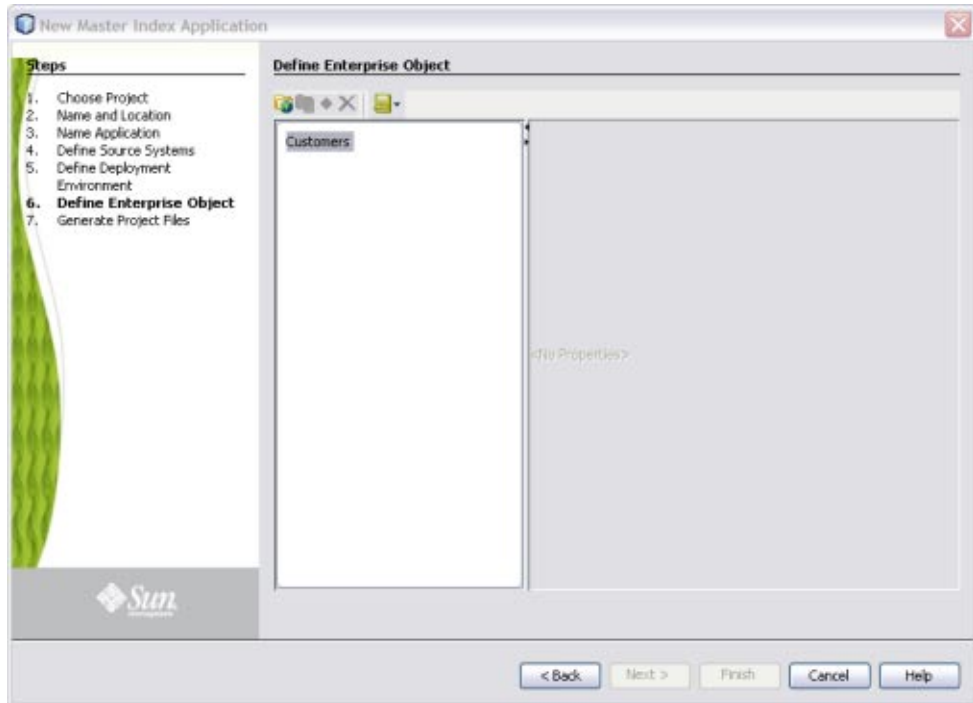 New Master Index Application
Steps
1. Choose Project
2. Name and Location
3. Name Application
4. Define Source Systems
5. Define Deployment
Environment
6. Define Enterprise Object
7. Generate Project Files
Define Enterprise Object
Customers
<No Properties>
Sun
< Back
Next >
Finish
Cancel
Help